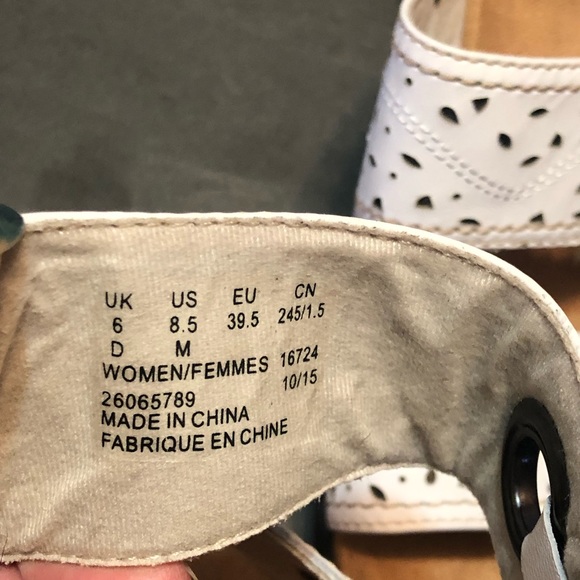 UK US EU CN
6 8.5 39.5 245/1.5
D M
WOMEN/FEMMES 16724
26065789 10/15
MADE IN CHINA
FABRIQUE EN CHINE